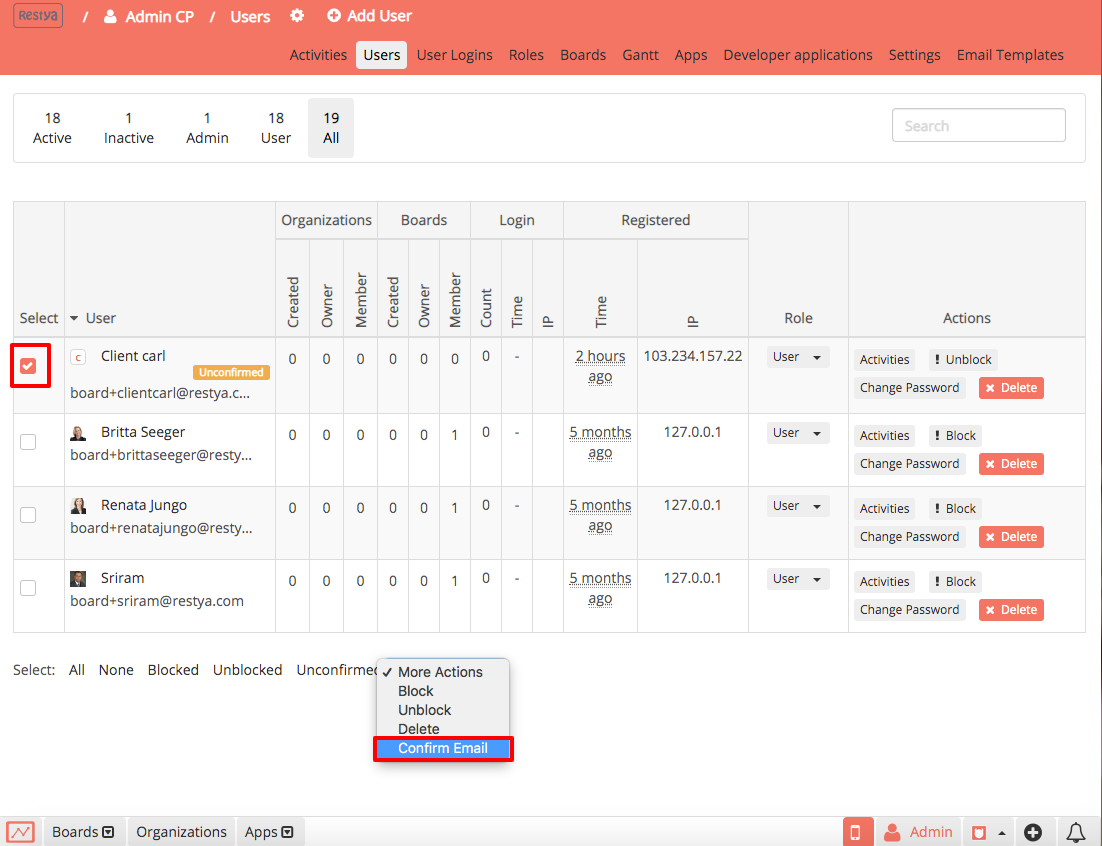 Restya / Admin CP / Users Add User
Activities Users User Logins Roles Boards Gantt Apps Developer applications Settings Email Templates
18 1 1 18 19
Active Inactive Admin User All
Search
Organizations Boards Login Registered
Select User Created Owner Member Created Owner Member Count Time IP Time IP Role Actions
c Client carl 0 0 0 0 0 0 0 - 2 hours ago 103.234.157.22 User Activities ! Unblock
Unconfirmed
board+clientcarl@restya.c... Change Password Delete
Britta Seeger 0 0 0 0 0 1 0 - 5 months ago 127.0.0.1 User Activities ! Block
board+brittaseeger@resty... Change Password Delete
Renata Jungo 0 0 0 0 0 1 0 - 5 months ago 127.0.0.1 User Activities ! Block
board+renatajungo@resty... Change Password Delete
Sriram 0 0 0 0 0 1 0 - 5 months ago 127.0.0.1 User Activities ! Block
board+sriram@restya.com Change Password Delete
Select: All None Blocked Unblocked Unconfirmed
More Actions
Block
Unblock
Delete
Confirm Email
Boards Organizations Apps Admin